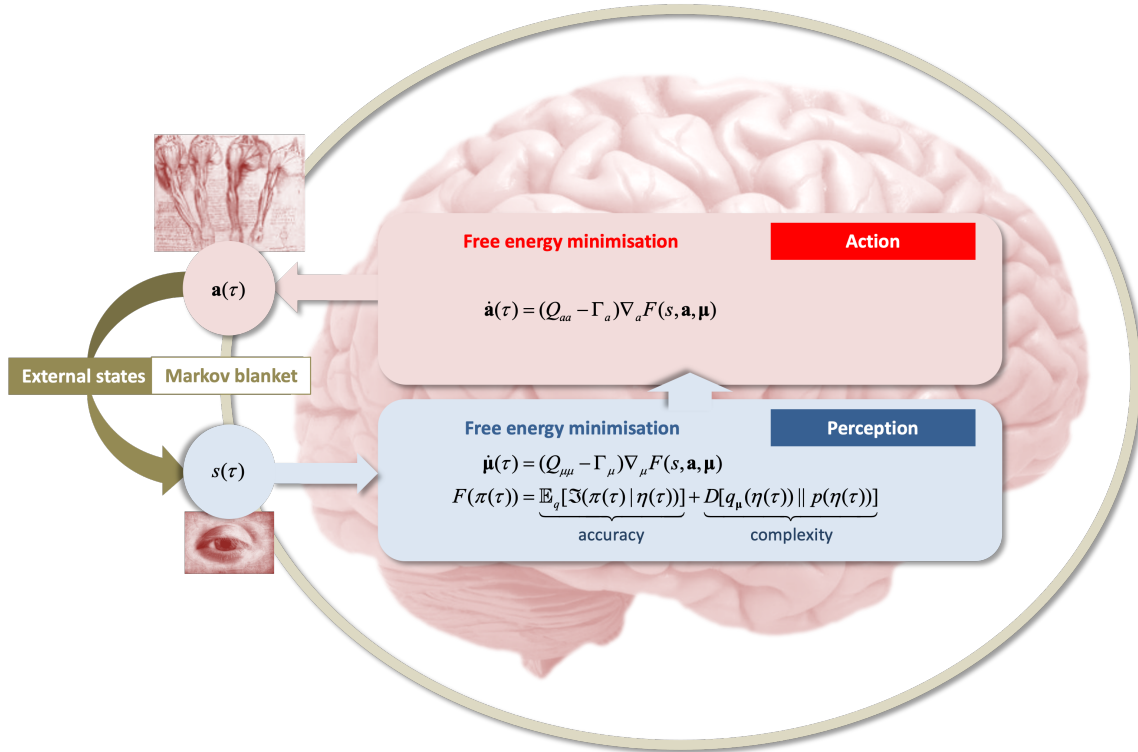 Free energy minimisation
Action
ȧ(τ) = (Q_aa − Γ_a)∇_a F(s, a, μ)
a(τ)
External states
Markov blanket
s(τ)
Free energy minimisation
Perception
μ̇(τ) = (Q_μμ − Γ_μ)∇_μ F(s, a, μ)
F(π(τ)) = 𝔼_q[ℑ(π(τ) | η(τ))] + D[q_μ(η(τ)) || p(η(τ))]
accuracy
complexity